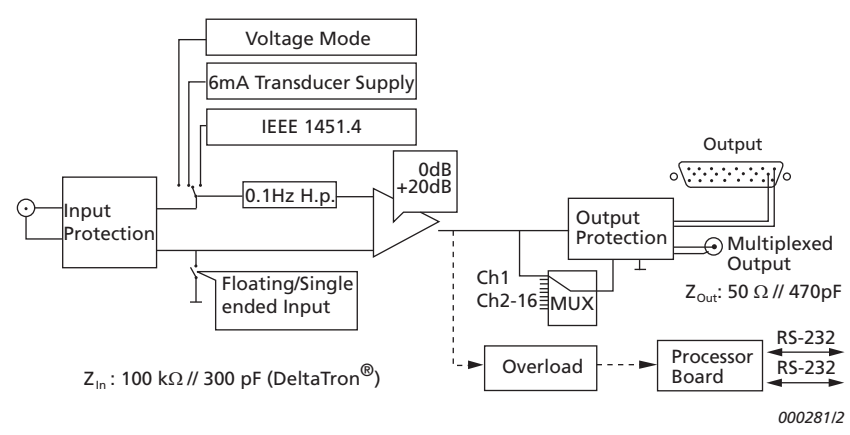 Voltage Mode
6mA Transducer Supply
IEEE 1451.4
0dB
+20dB
0.1Hz H.p.
Input
Protection
Floating/Single
ended Input
Output
Output
Protection
Multiplexed
Output
Z_Out: 50 Ω // 470pF
Ch1
Ch2-16
MUX
Z_In : 100 kΩ // 300 pF (DeltaTron®)
Overload
Processor
Board
RS-232
RS-232
000281/2